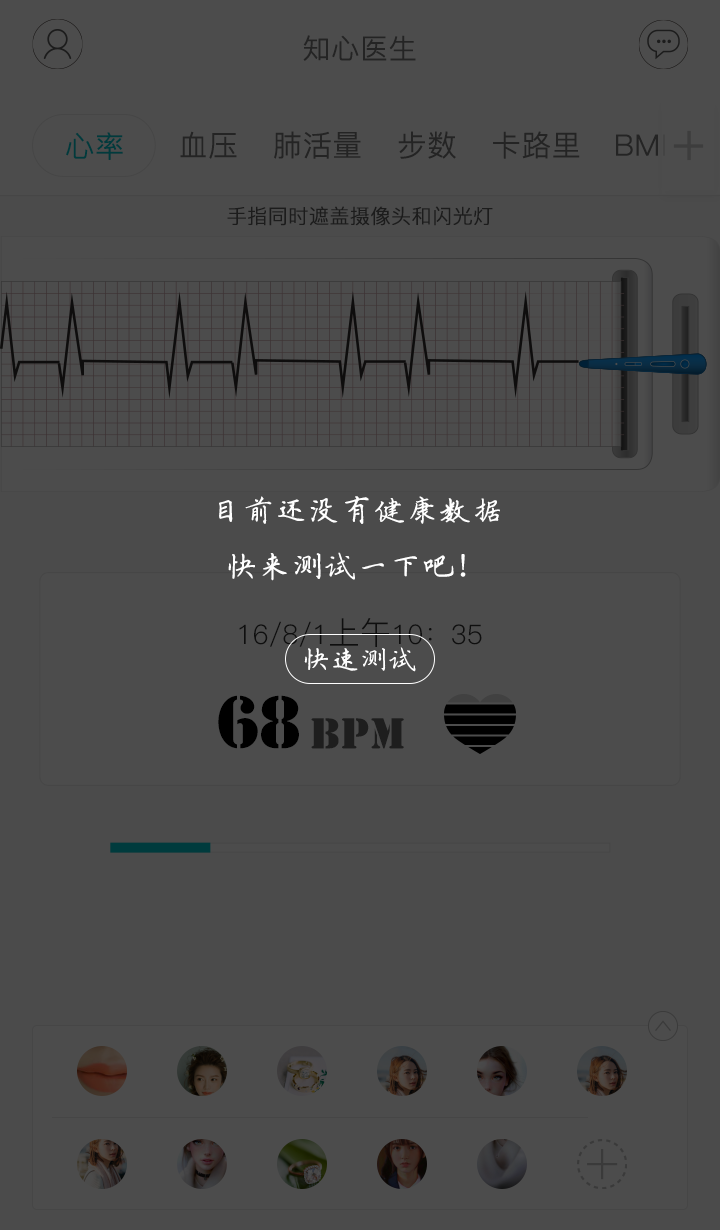 知心医生
心率 血压 肺活量 步数 卡路里 BM
手指同时遮盖摄像头和闪光灯
目前还没有健康数据
快来测试一下吧！
16/8/1上午10：35
快速测试
68 BPM